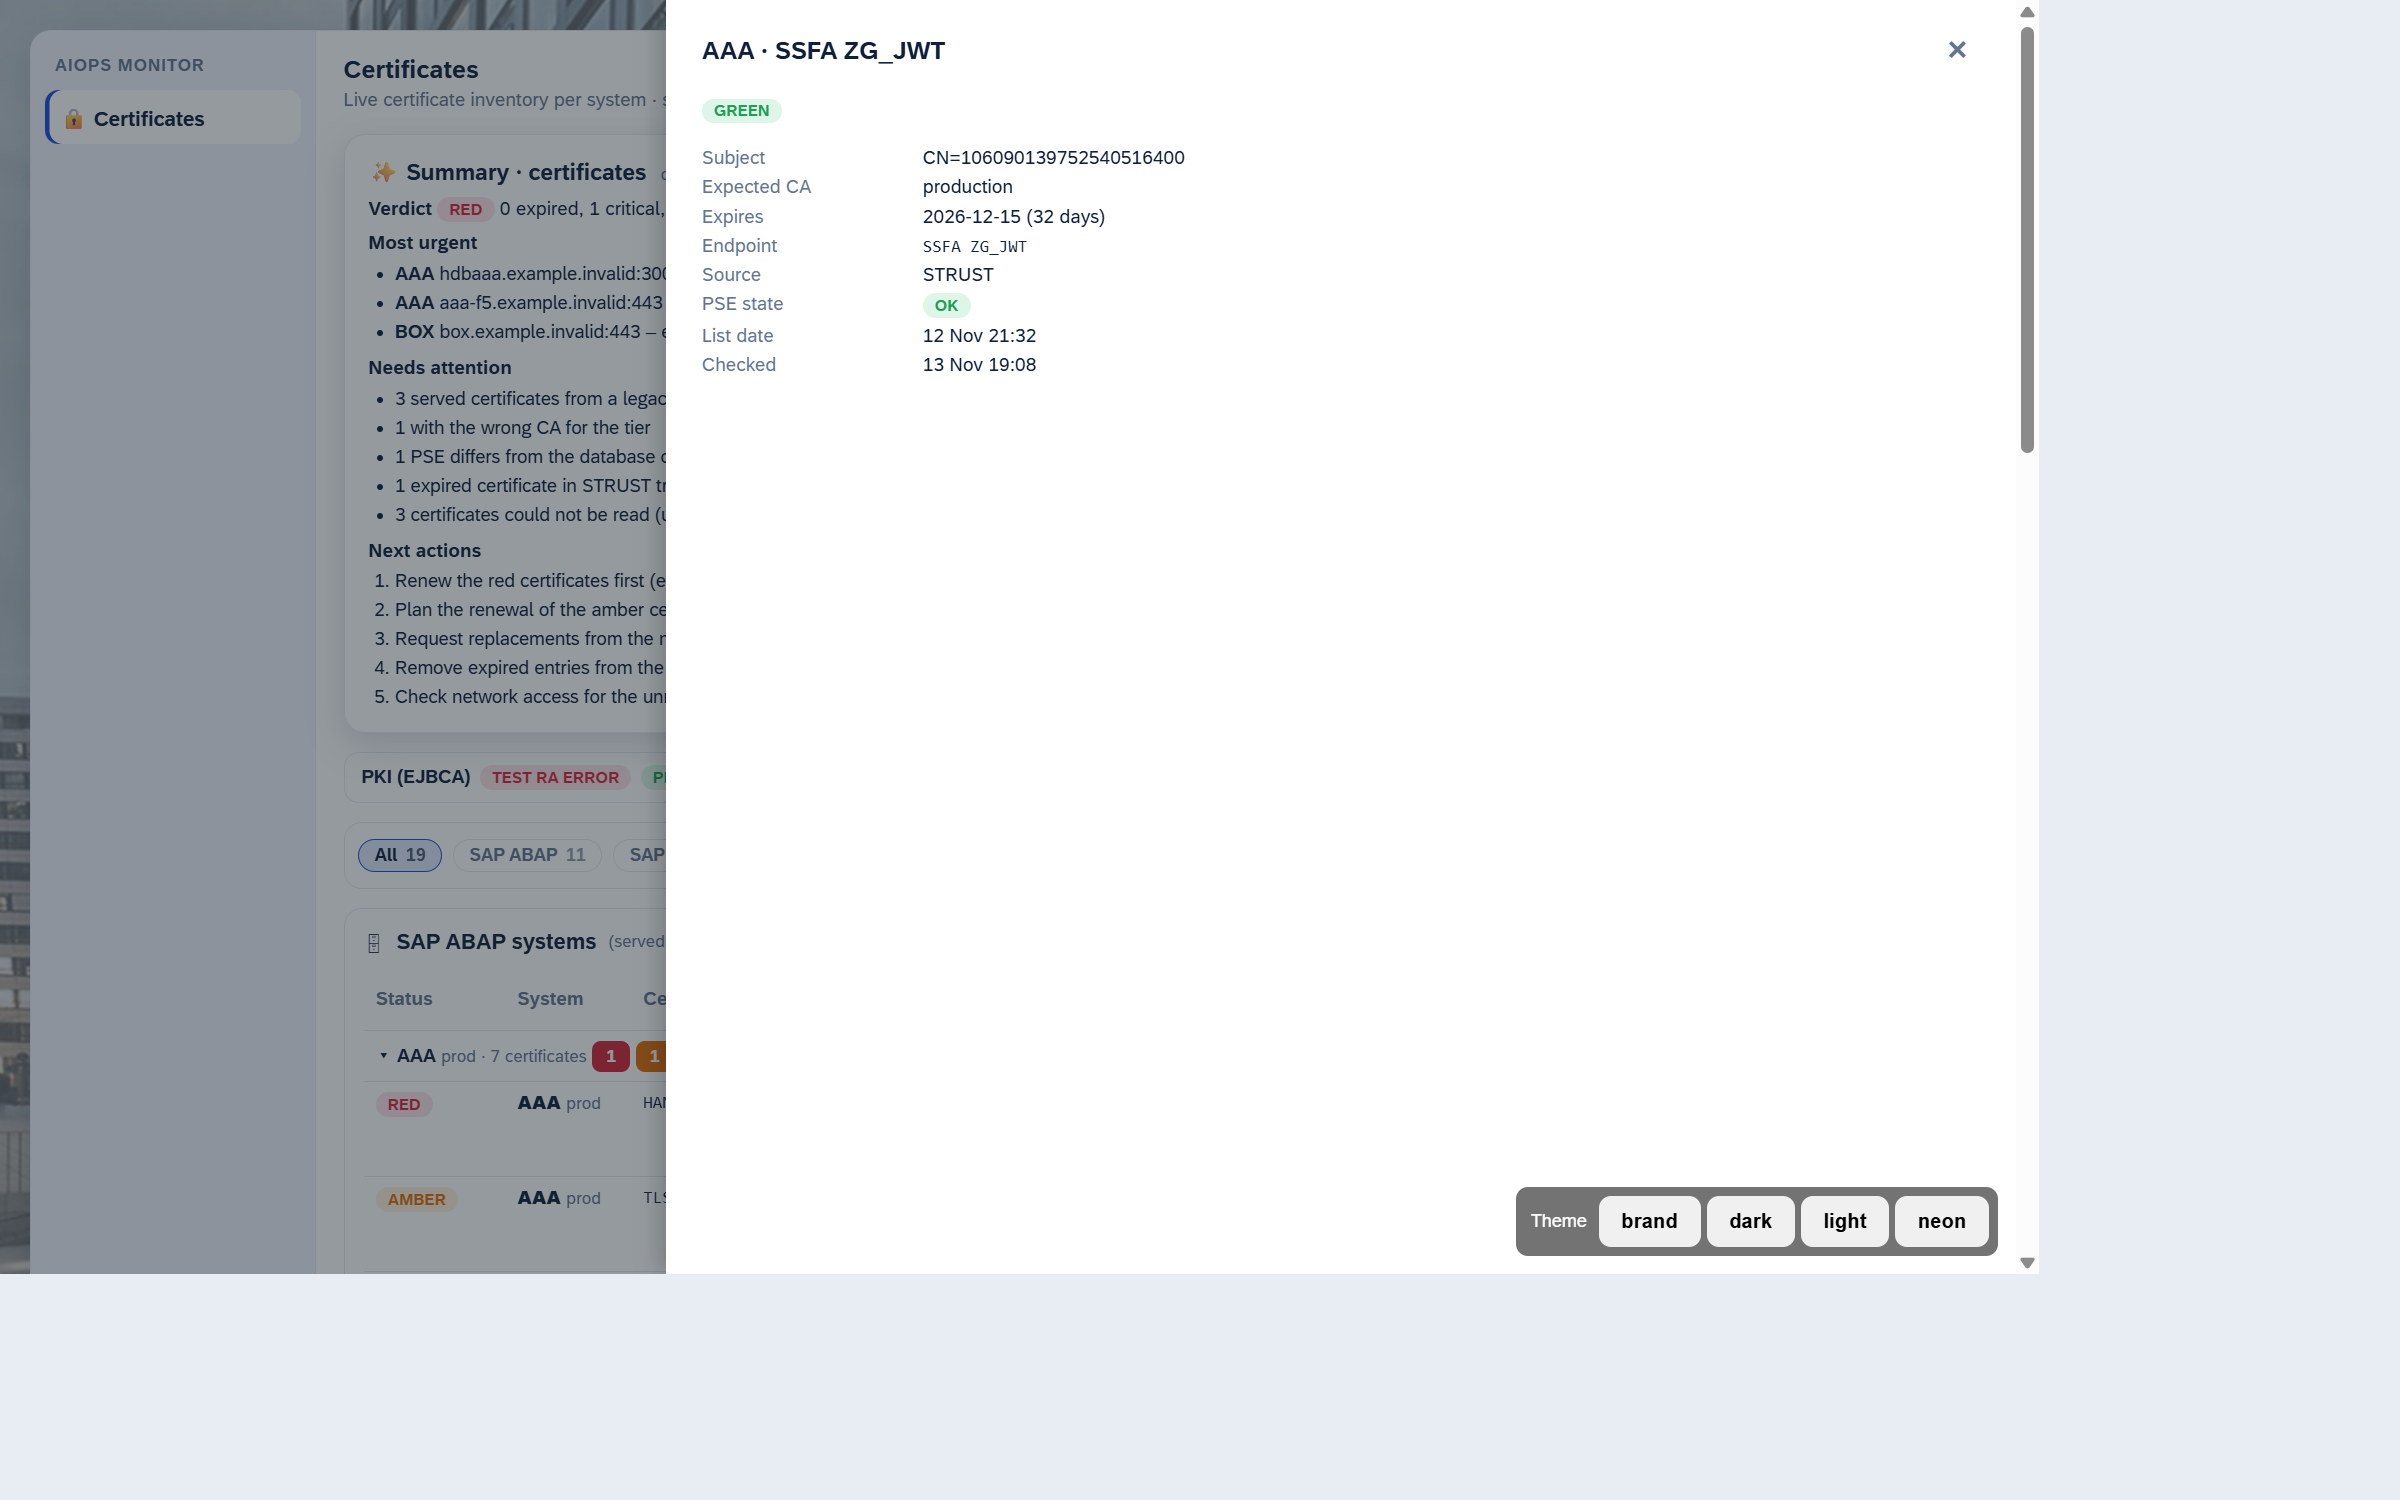 AIOPS MONITOR
Certificates
Certificates
Live certificate inventory per system ·
Summary · certificates
Verdict RED 0 expired, 1 critical,
Most urgent
• AAA hdbaaa.example.invalid:300
• AAA aaa-f5.example.invalid:443
• BOX box.example.invalid:443 –
Needs attention
• 3 served certificates from a
• 1 with the wrong CA for the tier
• 1 PSE differs from the database
• 1 expired certificate in STRUST
• 3 certificates could not be read
Next actions
1. Renew the red certificates first
2. Plan the renewal of the amber
3. Request replacements from the
4. Remove expired entries from the
5. Check network access for the
PKI (EJBCA) TEST RA ERROR
All 19 SAP ABAP 11 SAP
SAP ABAP systems (served
Status System
AAA prod · 7 certificates 1 1
RED AAA prod
AMBER AAA prod
AAA · SSFA ZG_JWT ✕
GREEN
Subject CN=106090139752540516400
Expected CA production
Expires 2026-12-15 (32 days)
Endpoint SSFA ZG_JWT
Source STRUST
PSE state OK
List date 12 Nov 21:32
Checked 13 Nov 19:08
Theme brand dark light neon